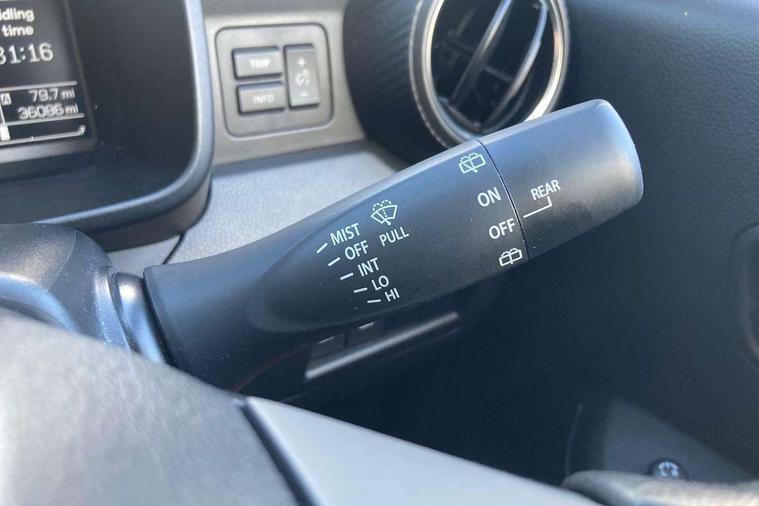 idling
time
31:16
A 79.7 mi
36086 mi
TRIP
INFO
+
-
MIST
OFF PULL
INT
LO
HI
ON
OFF
REAR